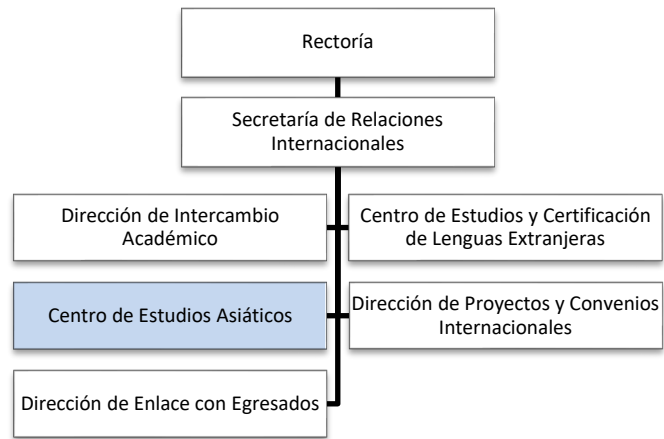 Rectoría
Secretaría de Relaciones
Internacionales
Dirección de Intercambio
Académico
Centro de Estudios y Certificación
de Lenguas Extranjeras
Centro de Estudios Asiáticos
Dirección de Proyectos y Convenios
Internacionales
Dirección de Enlace con Egresados